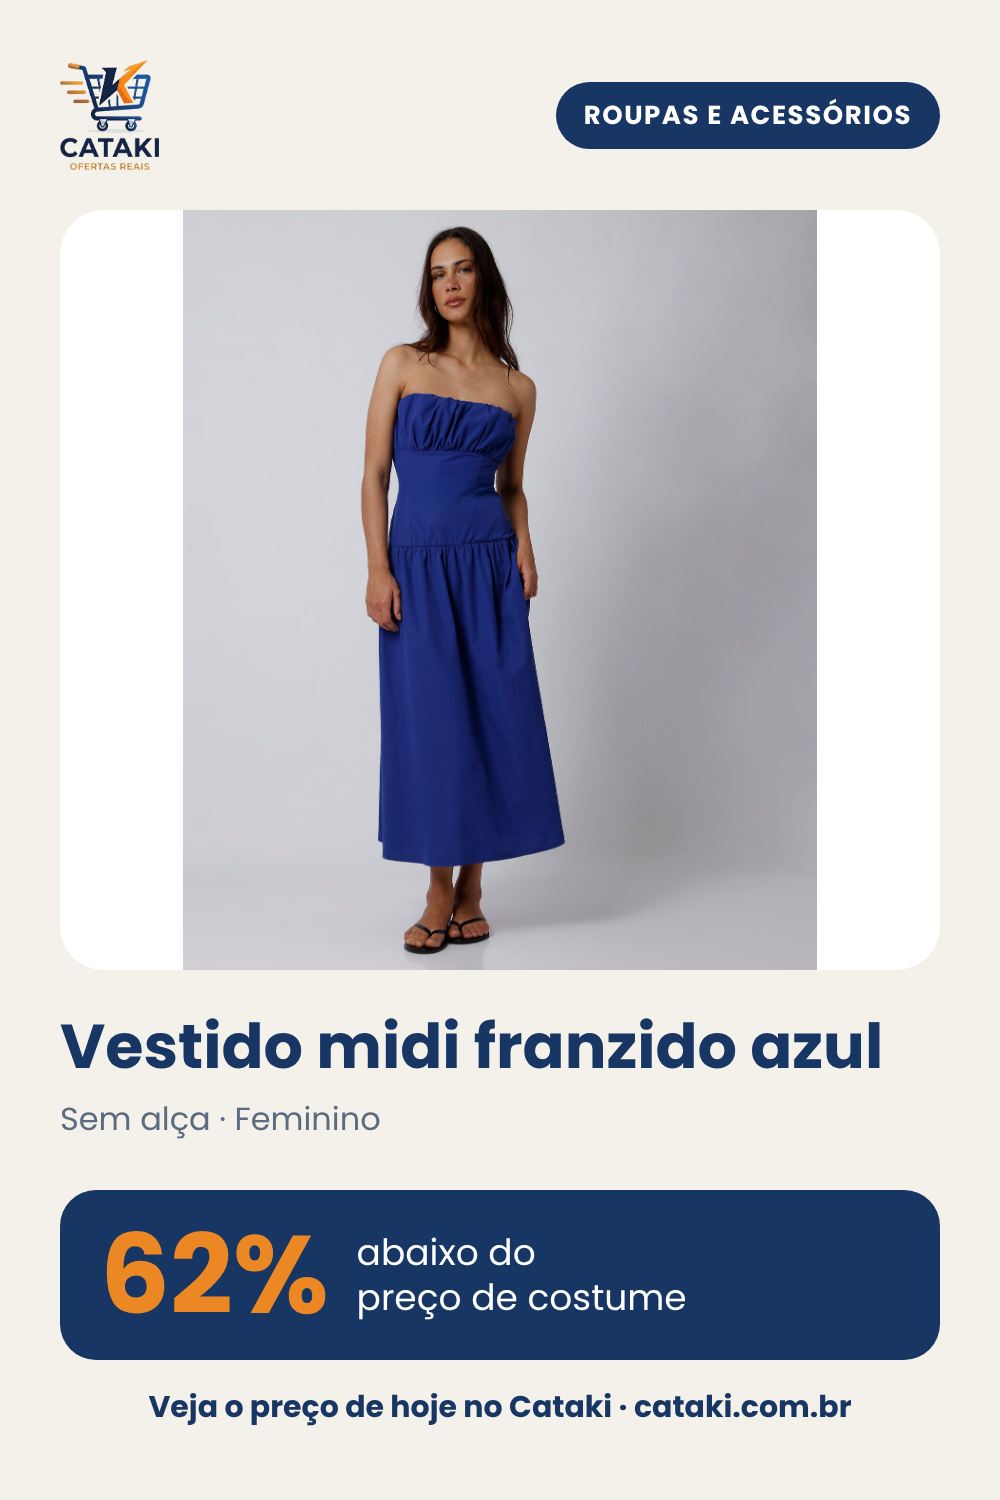 CATAKI
OFERTAS REAIS
ROUPAS E ACESSÓRIOS
Vestido midi franzido azul
Sem alça · Feminino
62%
abaixo do
preço de costume
Veja o preço de hoje no Cataki · cataki.com.br